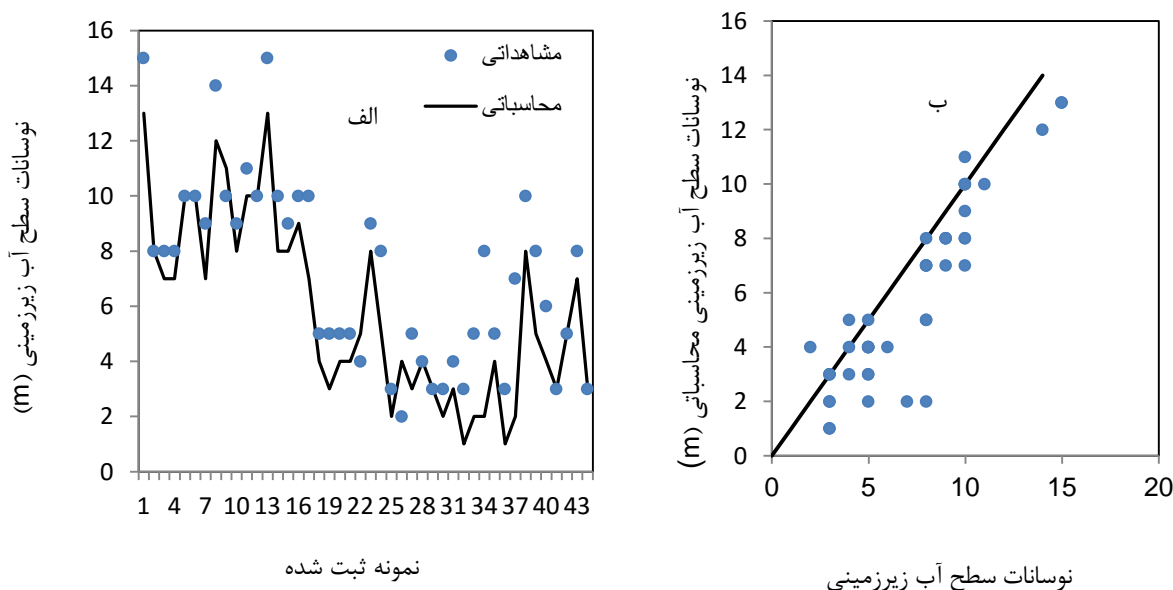 نوسانات سطح آب زیرزمینی (m)
16
14
12
10
8
6
4
2
0
مشاهداتی
محاسباتی
الف
1 4 7 10 13 16 19 22 25 28 31 34 37 40 43
نمونه ثبت شده
نوسانات سطح آب زیرزمینی محاسباتی (m)
16
14
12
10
8
6
4
2
0
ب
0 5 10 15 20
نوسانات سطح آب زیرزمینی